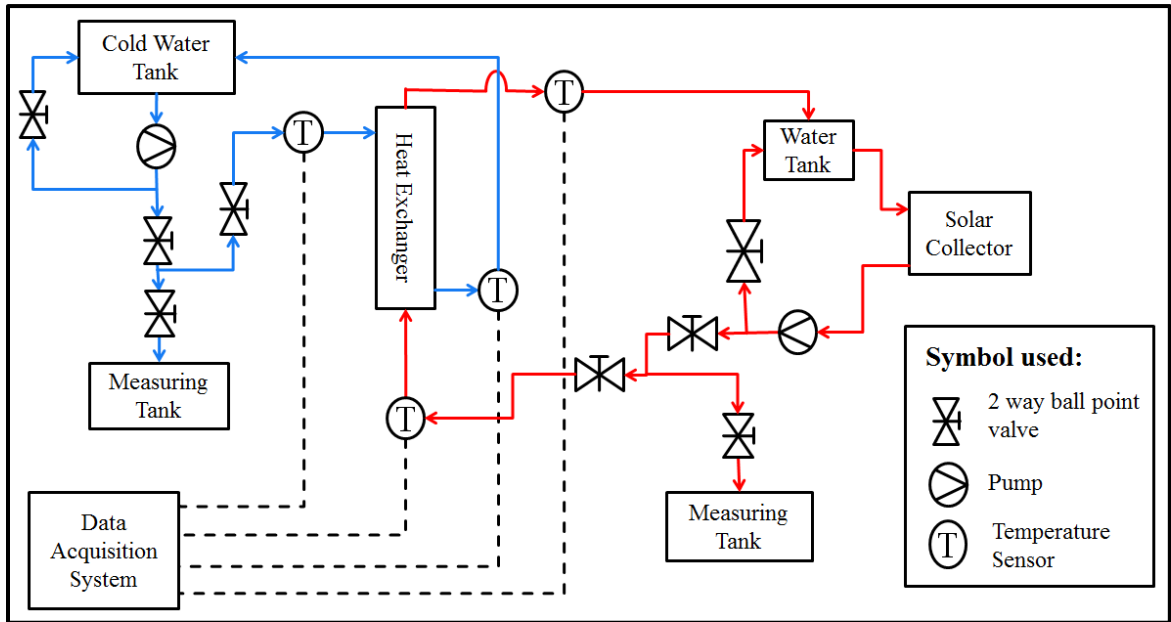 Cold Water
Tank
T
T
Heat Exchanger
Water
Tank
Solar
Collector
T
Measuring
Tank
T
Measuring
Tank
Data
Acquisition
System
Symbol used:
2 way ball point
valve
Pump
T
Temperature
Sensor